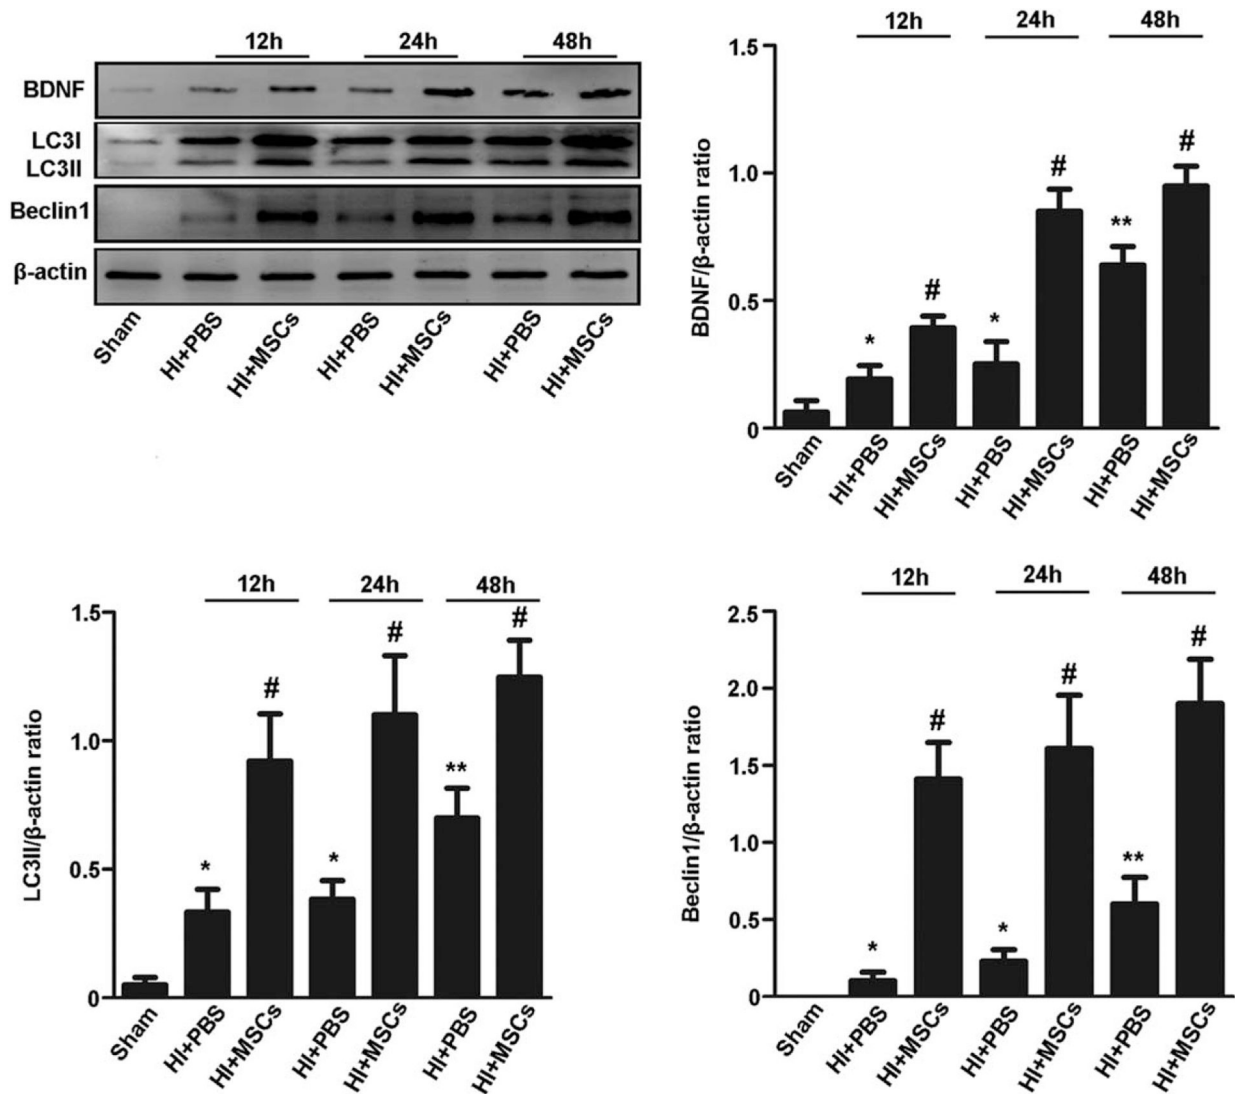 12h 24h 48h
BDNF
LC3I
LC3II
Beclin1
β-actin
Sham HI+PBS HI+MSCs HI+PBS HI+MSCs HI+PBS HI+MSCs
12h 24h 48h
BDNF/β-actin ratio
1.5
1.0
0.5
0
* # * # ** #
Sham HI+PBS HI+MSCs HI+PBS HI+MSCs HI+PBS HI+MSCs
12h 24h 48h
LC3II/β-actin ratio
1.5
1.0
0.5
0
* # * # ** #
Sham HI+PBS HI+MSCs HI+PBS HI+MSCs HI+PBS HI+MSCs
12h 24h 48h
Beclin1/β-actin ratio
2.5
2.0
1.5
1.0
0.5
0
* # * # ** #
Sham HI+PBS HI+MSCs HI+PBS HI+MSCs HI+PBS HI+MSCs